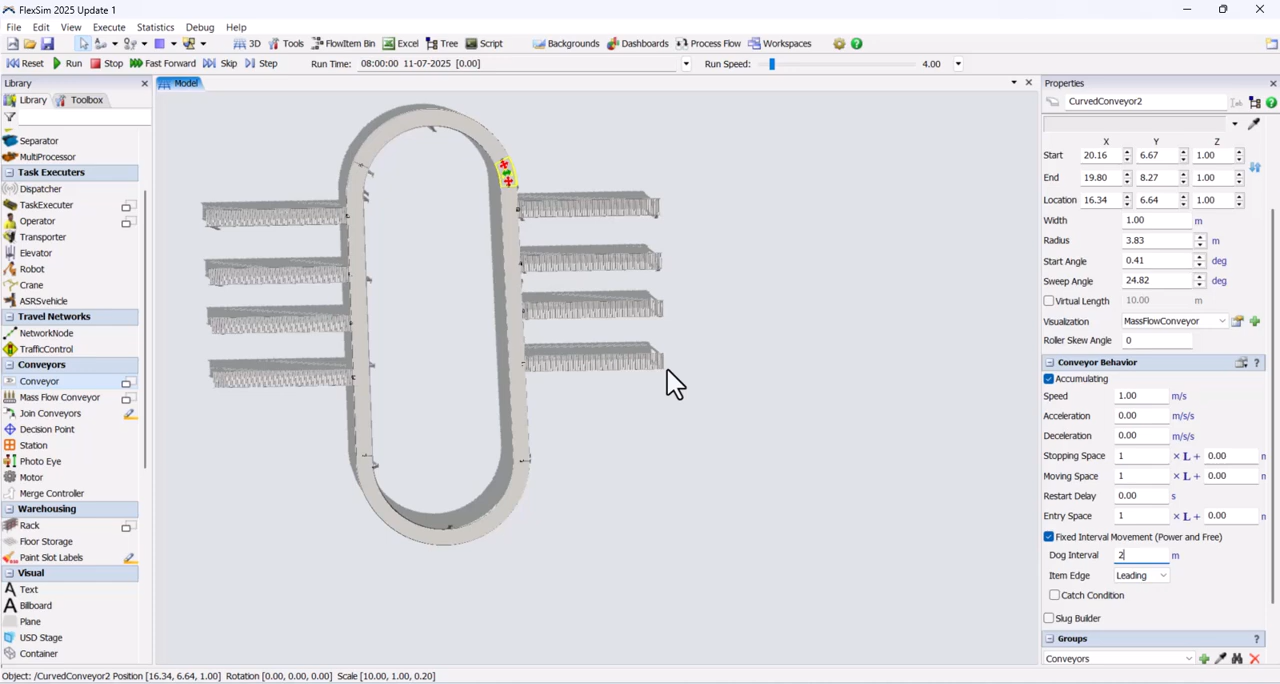 FlexSim 2025 Update 1
File Edit View Execute Statistics Debug Help
3D Tools FlowItem Bin Excel Tree Script Backgrounds Dashboards Process Flow Workspaces
Reset Run Stop Fast Forward Skip Step Run Time: 08:00:00 11-07-2025 [0.00] Run Speed: 4.00
Library
Library Toolbox
Separator
MultiProcessor
Task Executers
Dispatcher
TaskExecuter
Operator
Transporter
Elevator
Robot
Crane
ASRSvehicle
Travel Networks
NetworkNode
TrafficControl
Conveyors
Conveyor
Mass Flow Conveyor
Join Conveyors
Decision Point
Station
Photo Eye
Motor
Merge Controller
Warehousing
Rack
Floor Storage
Paint Slot Labels
Visual
Text
Billboard
Plane
USD Stage
Container
Model
Properties
CurvedConveyor2
X Y Z
Start 20.16 6.67 1.00
End 19.80 8.27 1.00
Location 16.34 6.64 1.00
Width 1.00 m
Radius 3.83 m
Start Angle 0.41 deg
Sweep Angle 24.82 deg
Virtual Length 10.00 m
Visualization MassFlowConveyor
Roller Skew Angle 0
Conveyor Behavior ?
Accumulating
Speed 1.00 m/s
Acceleration 0.00 m/s/s
Deceleration 0.00 m/s/s
Stopping Space 1 × L + 0.00
Moving Space 1 × L + 0.00
Restart Delay 0.00 s
Entry Space 1 × L + 0.00
Fixed Interval Movement (Power and Free)
Dog Interval 2 m
Item Edge Leading
Catch Condition
Slug Builder
Groups ?
Conveyors
Object: /CurvedConveyor2 Position [16.34, 6.64, 1.00] Rotation [0.00, 0.00, 0.00] Scale [10.00, 1.00, 0.20]